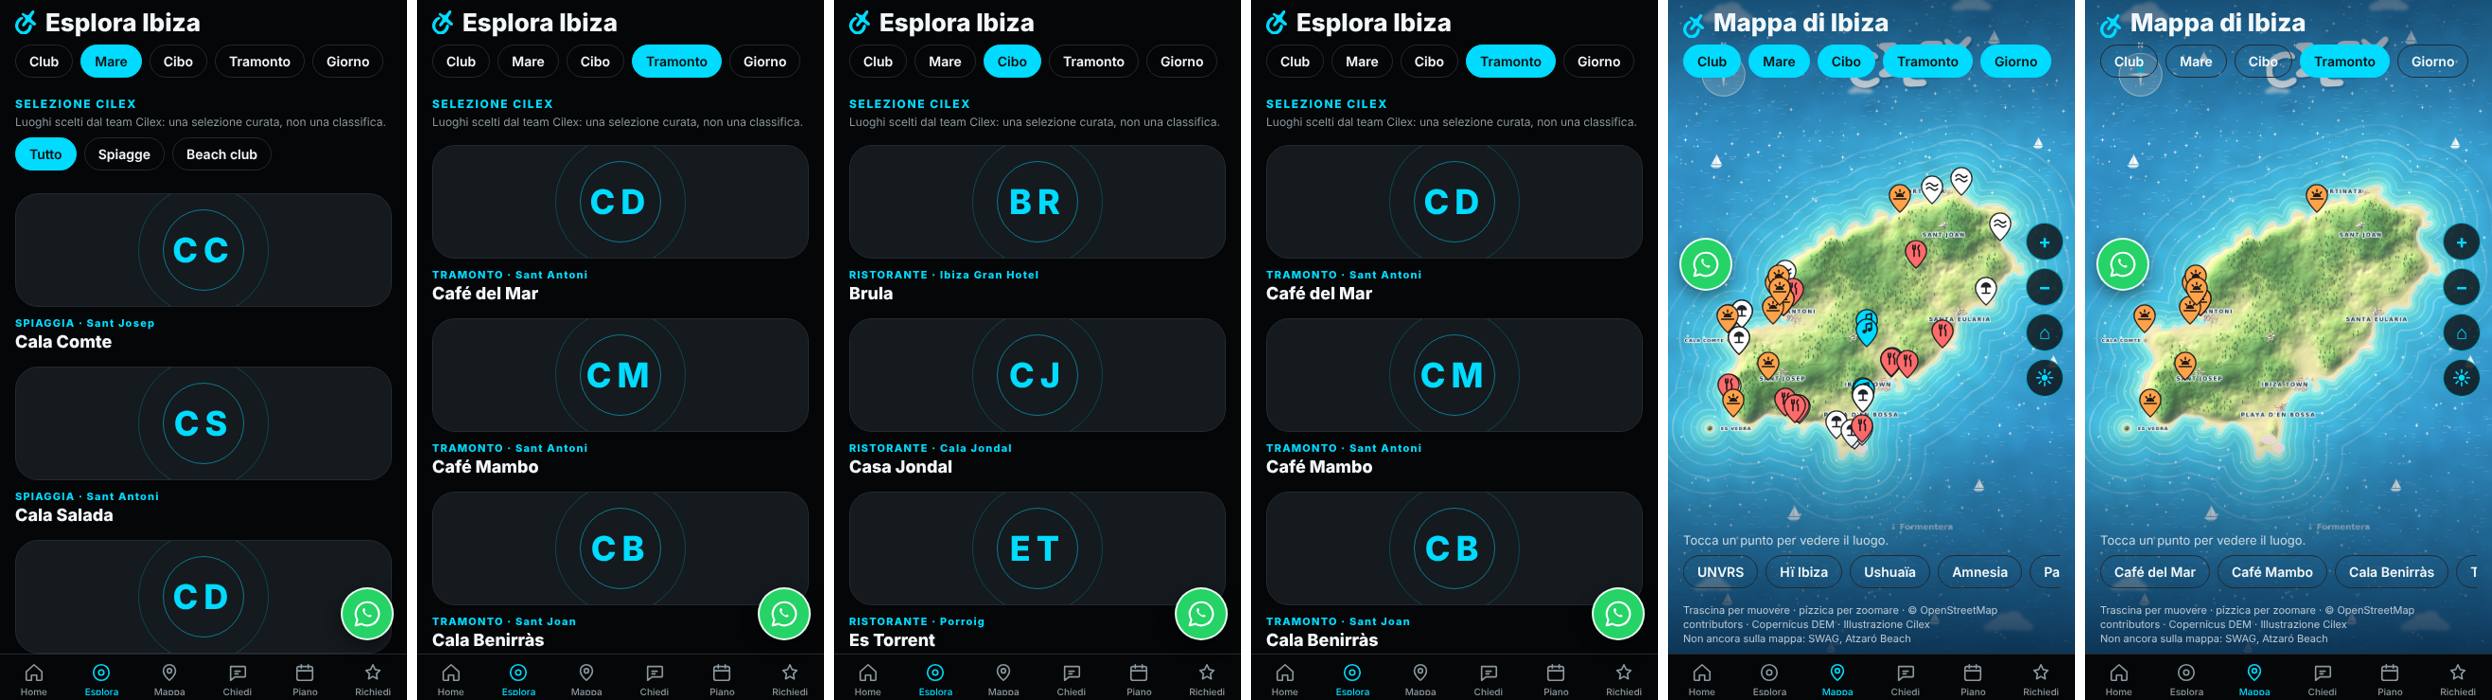 Esplora Ibiza
Club Mare Cibo Tramonto Giorno
SELEZIONE CILEX
Luoghi scelti dal team Cilex: una selezione curata, non una classifica.
Tutto Spiagge Beach club
CC
SPIAGGIA · Sant Josep
Cala Comte
CS
SPIAGGIA · Sant Antoni
Cala Salada
CD
Home Esplora Mappa Chiedi Piano Richiedi
Esplora Ibiza
Club Mare Cibo Tramonto Giorno
SELEZIONE CILEX
Luoghi scelti dal team Cilex: una selezione curata, non una classifica.
CD
TRAMONTO · Sant Antoni
Café del Mar
CM
TRAMONTO · Sant Antoni
Café Mambo
CB
TRAMONTO · Sant Joan
Cala Benirràs
Home Esplora Mappa Chiedi Piano Richiedi
Esplora Ibiza
Club Mare Cibo Tramonto Giorno
SELEZIONE CILEX
Luoghi scelti dal team Cilex: una selezione curata, non una classifica.
BR
RISTORANTE · Ibiza Gran Hotel
Brula
CJ
RISTORANTE · Cala Jondal
Casa Jondal
ET
RISTORANTE · Porroig
Es Torrent
Home Esplora Mappa Chiedi Piano Richiedi
Esplora Ibiza
Club Mare Cibo Tramonto Giorno
SELEZIONE CILEX
Luoghi scelti dal team Cilex: una selezione curata, non una classifica.
CD
TRAMONTO · Sant Antoni
Café del Mar
CM
TRAMONTO · Sant Antoni
Café Mambo
CB
TRAMONTO · Sant Joan
Cala Benirràs
Home Esplora Mappa Chiedi Piano Richiedi
Mappa di Ibiza
Club Mare Cibo Tramonto Giorno
SANT JOAN
SANTA EULARIA
CALA COMTE
SANT JOSEP
PLAYA D'EN BOSSA
ES VEDRA
Formentera
Tocca un punto per vedere il luogo.
UNVRS Hï Ibiza Ushuaïa Amnesia Pa
Trascina per muovere · pizzica per zoomare · © OpenStreetMap
contributors · Copernicus DEM · Illustrazione Cilex
Non ancora sulla mappa: SWAG, Atzaró Beach
Home Esplora Mappa Chiedi Piano Richiedi
Mappa di Ibiza
Club Mare Cibo Tramonto Giorno
SANT JOAN
ANTONI
SANTA EULARIA
CALA COMTE
SANT JOSEP
IBIZA TOWN
PLAYA D'EN BOSSA
ES VEDRA
Formentera
Tocca un punto per vedere il luogo.
Café del Mar Café Mambo Cala Benirràs
Trascina per muovere · pizzica per zoomare · © OpenStreetMap
contributors · Copernicus DEM · Illustrazione Cilex
Non ancora sulla mappa: SWAG, Atzaró Beach
Home Esplora Mappa Chiedi Piano Richiedi